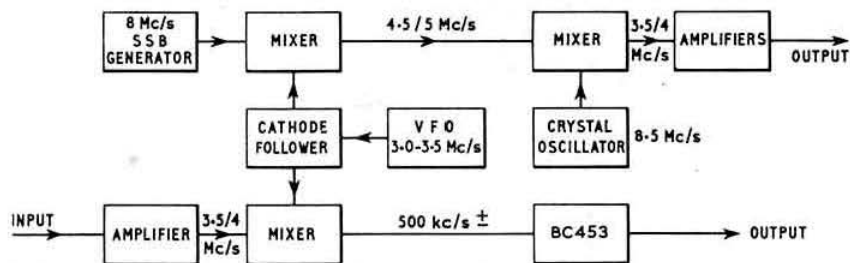 8 Mc/s
SSB
GENERATOR
MIXER
4·5/5 Mc/s
MIXER
3·5/4
Mc/s
AMPLIFIERS
OUTPUT
CATHODE
FOLLOWER
V F O
3·0-3·5 Mc/s
CRYSTAL
OSCILLATOR
8·5 Mc/s
INPUT
AMPLIFIER
3·5/4
Mc/s
MIXER
500 kc/s ±
BC453
OUTPUT